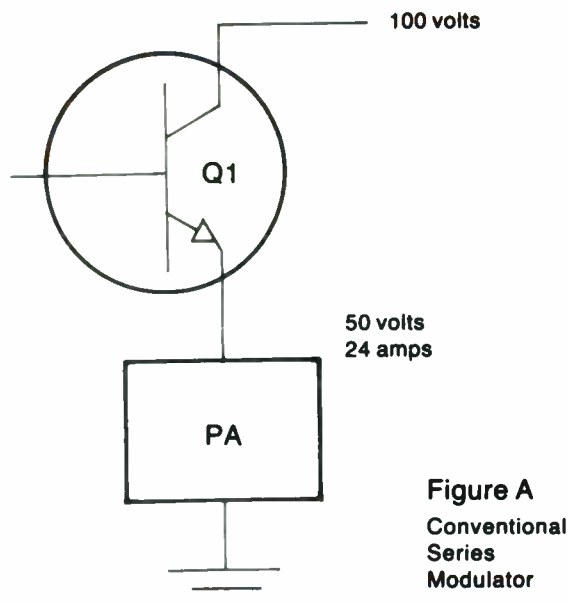 100 volts
Q1
50 volts
24 amps
PA
Figure A
Conventional
Series
Modulator